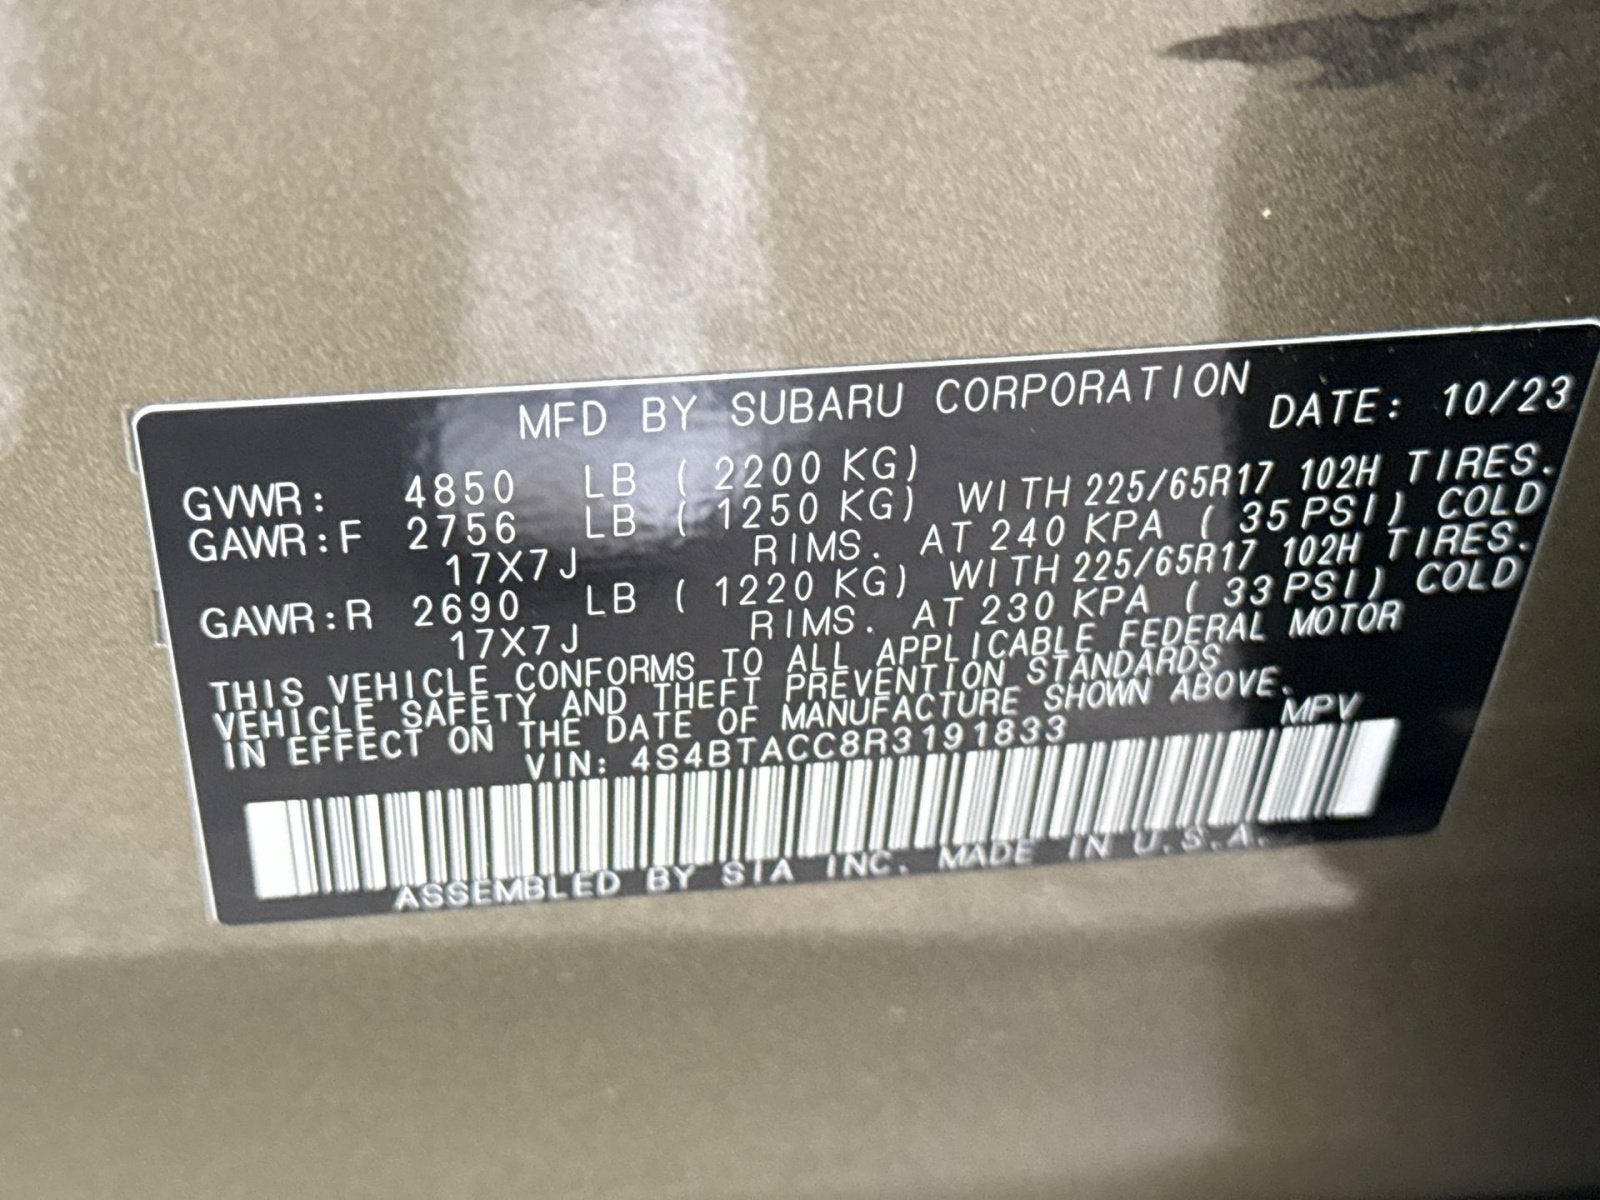 MFD BY SUBARU CORPORATION DATE: 10/23
GVWR: 4850 LB ( 2200 KG)
GAWR:F 2756 LB ( 1250 KG) WITH 225/65R17 102H TIRES.
17X7J RIMS. AT 240 KPA ( 35 PSI) COLD
GAWR:R 2690 LB ( 1220 KG) WITH 225/65R17 102H TIRES.
17X7J RIMS. AT 230 KPA ( 33 PSI) COLD
THIS VEHICLE CONFORMS TO ALL APPLICABLE FEDERAL MOTOR
VEHICLE SAFETY AND THEFT PREVENTION STANDARDS
IN EFFECT ON THE DATE OF MANUFACTURE SHOWN ABOVE.
VIN: 4S4BTACC8R3191833 MPV
ASSEMBLED BY SIA INC. MADE IN U.S.A.